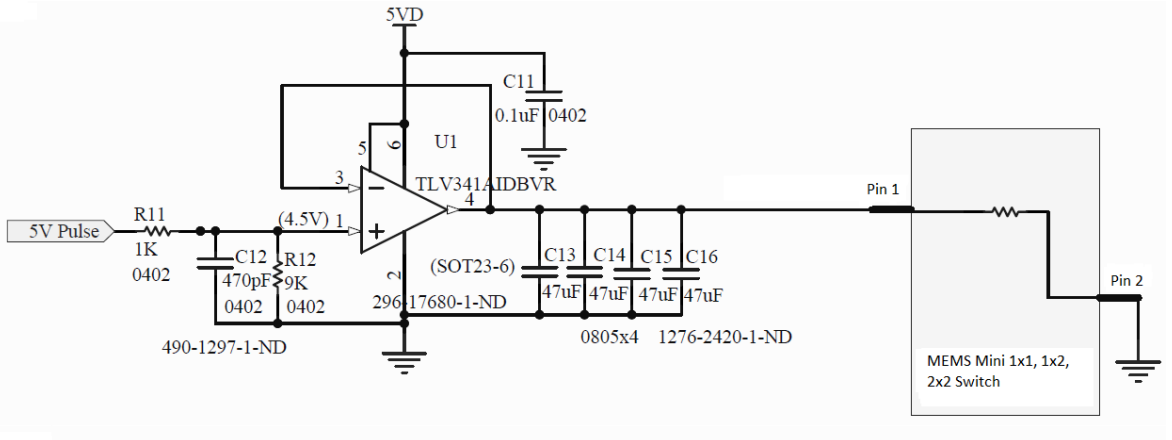 5VD
C11
0.1uF 0402
5
6
U1
3
TLV341AIDBVR
4
Pin 1
R11
(4.5V) 1
5V Pulse
1K
0402
C12
470pF
0402
R12
9K
0402
2
(SOT23-6)
C13
C14
C15
C16
47uF
47uF
47uF
47uF
Pin 2
296-17680-1-ND
490-1297-1-ND
0805x4
1276-2420-1-ND
MEMS Mini 1x1, 1x2,
2x2 Switch